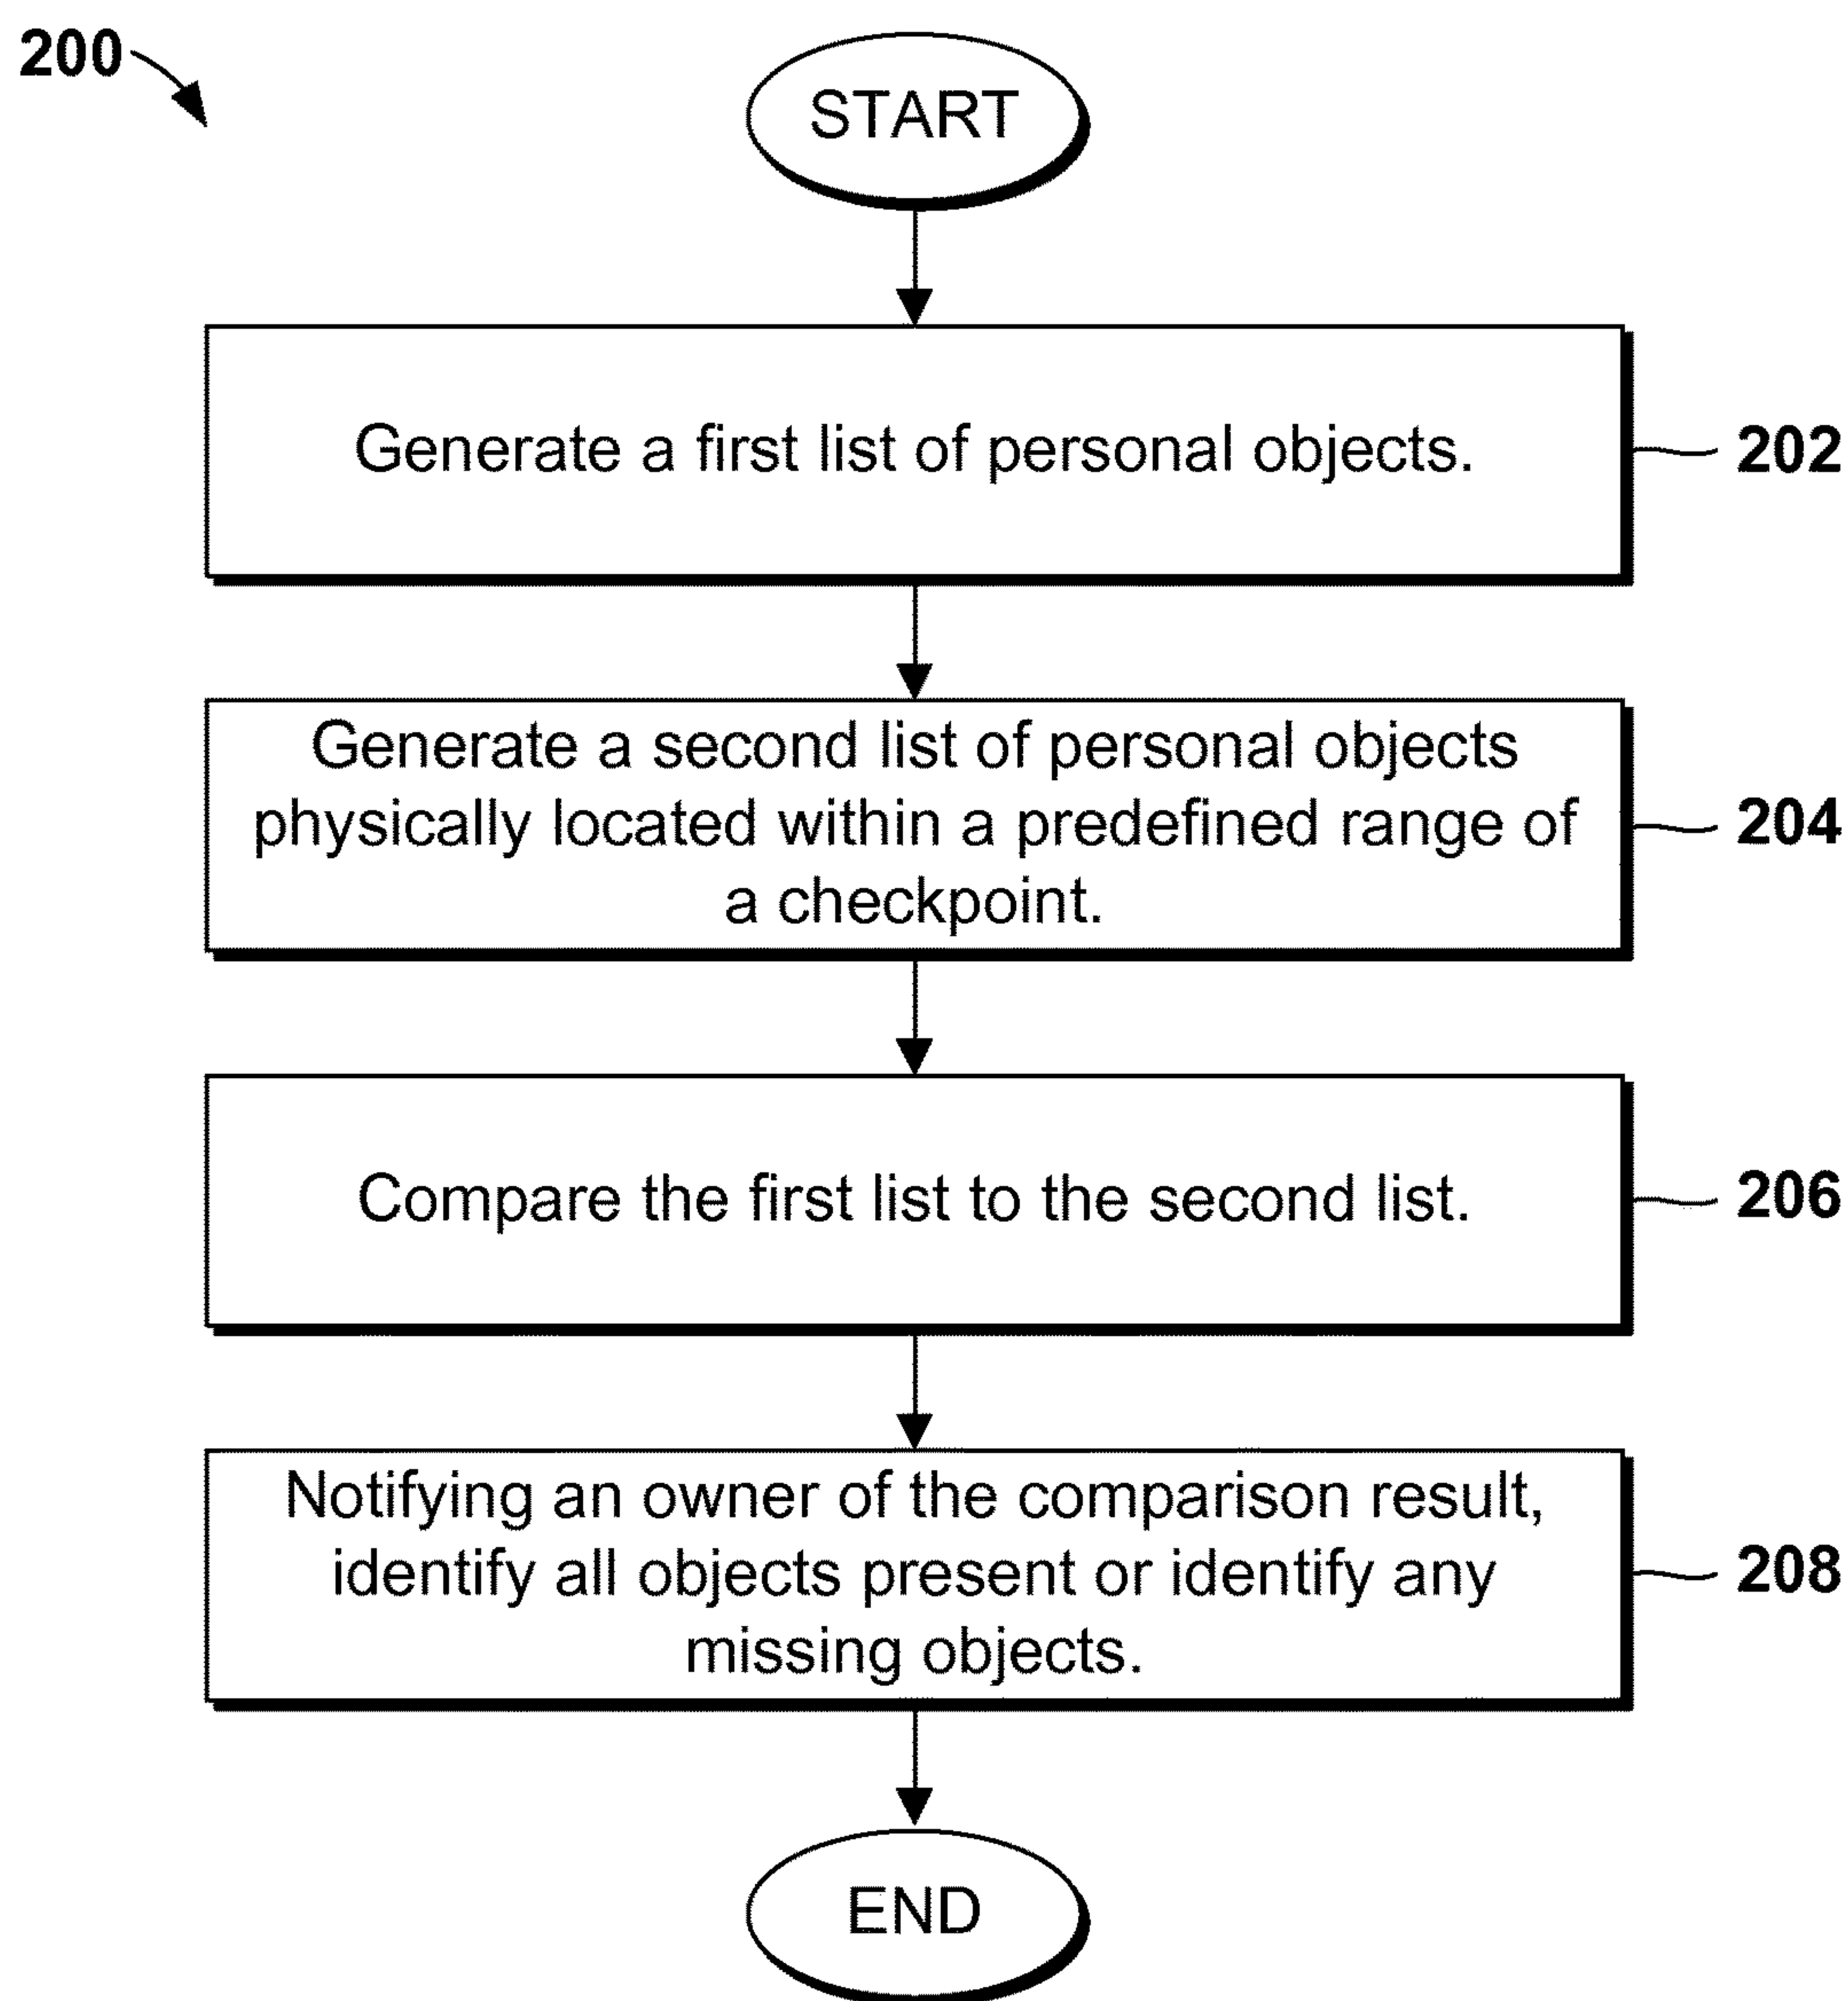 200
START
Generate a first list of personal objects.
202
Generate a second list of personal objects
physically located within a predefined range of
a checkpoint.
204
Compare the first list to the second list.
206
Notifying an owner of the comparison result,
identify all objects present or identify any
missing objects.
208
END